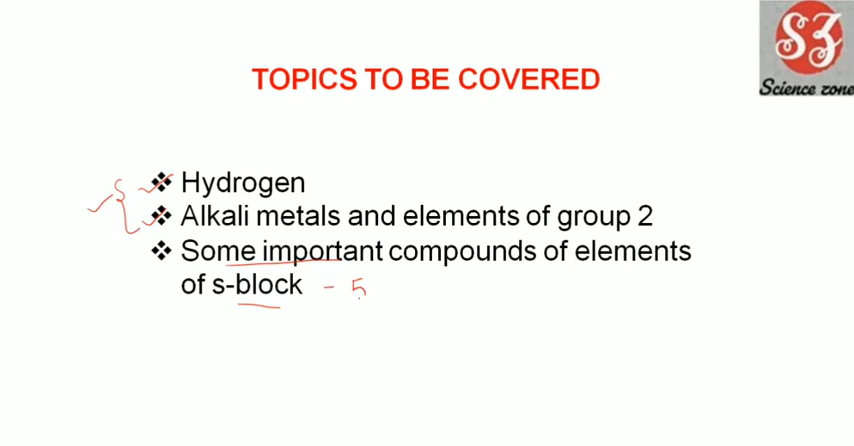 SZ
Science zone
TOPICS TO BE COVERED
❖ Hydrogen
❖ Alkali metals and elements of group 2
❖ Some important compounds of elements
of s-block - 5